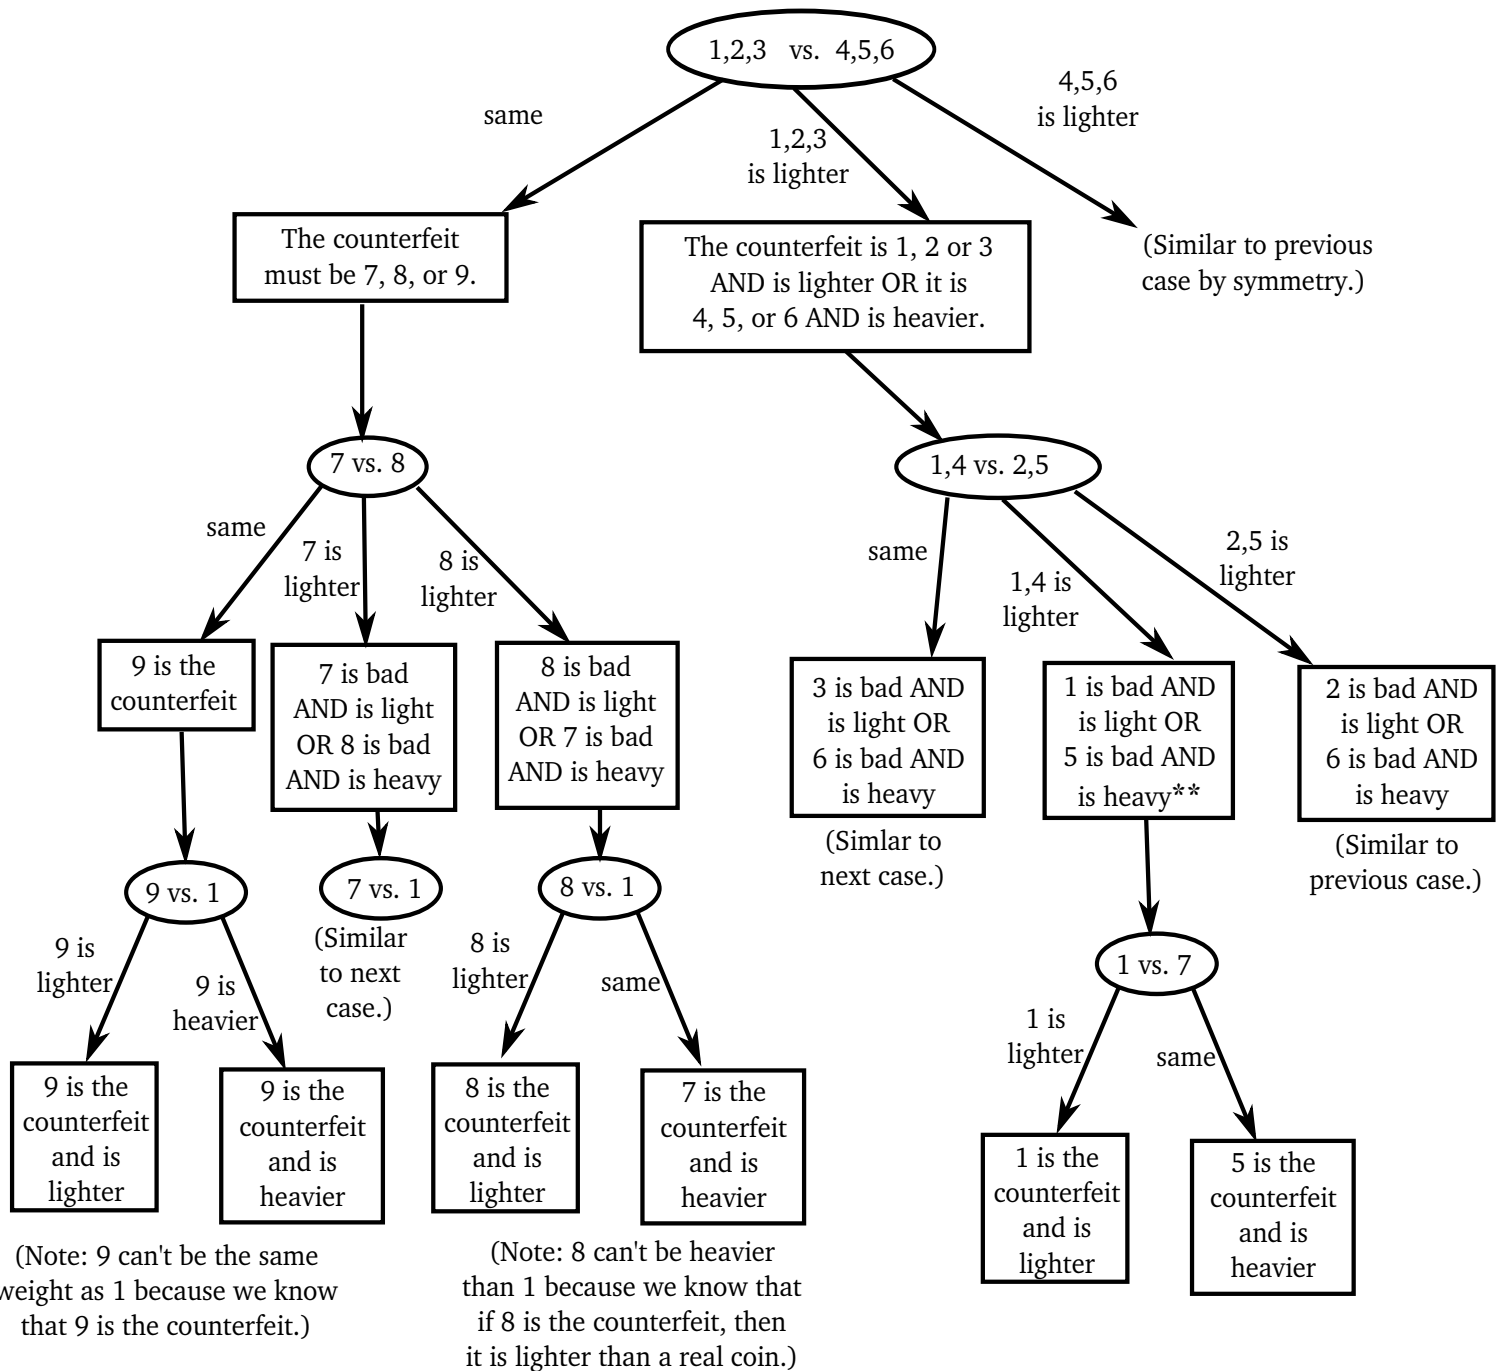 1,2,3 vs. 4,5,6
same
1,2,3
is lighter
4,5,6
is lighter
The counterfeit
must be 7, 8, or 9.
The counterfeit is 1, 2 or 3
AND is lighter OR it is
4, 5, or 6 AND is heavier.
(Similar to previous
case by symmetry.)
7 vs. 8
1,4 vs. 2,5
same
7 is
lighter
8 is
lighter
same
1,4 is
lighter
2,5 is
lighter
9 is the
counterfeit
7 is bad
AND is light
OR 8 is bad
AND is heavy
8 is bad
AND is light
OR 7 is bad
AND is heavy
3 is bad AND
is light OR
6 is bad AND
is heavy
(Simlar to
next case.)
1 is bad AND
is light OR
5 is bad AND
is heavy**
2 is bad AND
is light OR
6 is bad AND
is heavy
(Similar to
previous case.)
9 vs. 1
7 vs. 1
(Similar
to next
case.)
8 vs. 1
1 vs. 7
9 is
lighter
9 is
heavier
8 is
lighter
same
1 is
lighter
same
9 is the
counterfeit
and is
lighter
9 is the
counterfeit
and is
heavier
8 is the
counterfeit
and is
lighter
7 is the
counterfeit
and is
heavier
1 is the
counterfeit
and is
lighter
5 is the
counterfeit
and is
heavier
(Note: 9 can't be the same
weight as 1 because we know
that 9 is the counterfeit.)
(Note: 8 can't be heavier
than 1 because we know that
if 8 is the counterfeit, then
it is lighter than a real coin.)